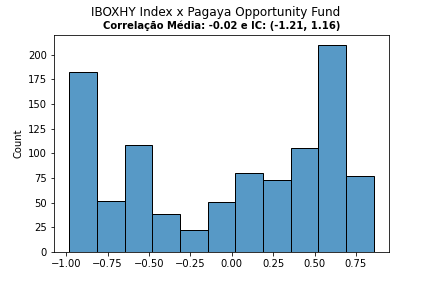 IBOXHY Index x Pagaya Opportunity Fund
Correlação Média: -0.02 e IC: (-1.21, 1.16)
200
175
150
125
100
75
50
25
0
Count
−1.00 −0.75 −0.50 −0.25 0.00 0.25 0.50 0.75